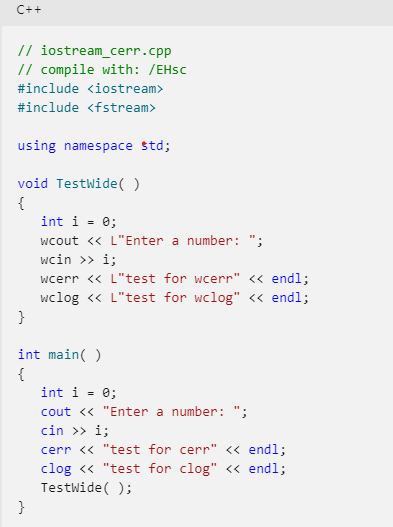 C++
// iostream_cerr.cpp
// compile with: /EHsc
#include <iostream>
#include <fstream>
using namespace std;
void TestWide( )
{
int i = 0;
wcout << L"Enter a number: ";
wcin >> i;
wcerr << L"test for wcerr" << endl;
wclog << L"test for wclog" << endl;
}
int main( )
{
int i = 0;
cout << "Enter a number: ";
cin >> i;
cerr << "test for cerr" << endl;
clog << "test for clog" << endl;
TestWide( );
}